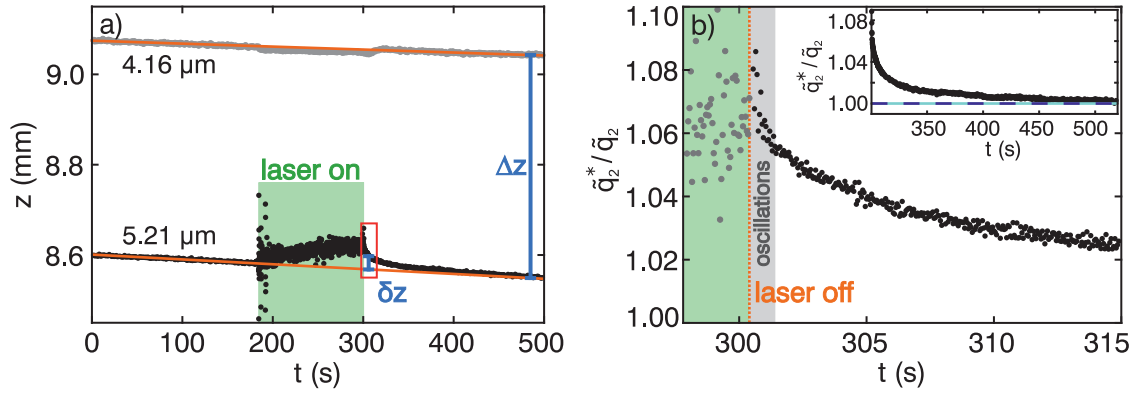 a)
4.16 µm
9.0
Δz
8.8
z (mm)
laser on
5.21 µm
8.6
δz
0 100 200 300 400 500
t (s)
b)
1.10
1.08
1.06
1.04
1.02
1.00
q̃₂*/q̃₂
oscillations
laser off
300 305 310 315
t (s)
1.08
1.04
1.00
q̃₂*/q̃₂
350 400 450 500
t (s)